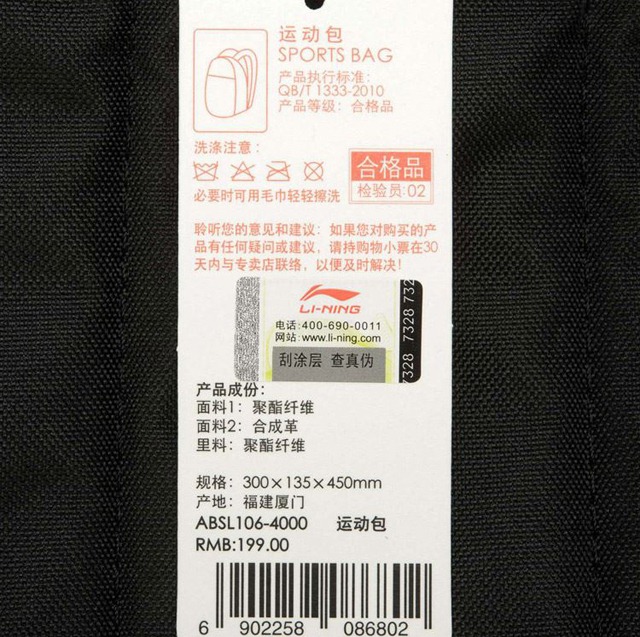 运动包
SPORTS BAG
产品执行标准:
QB/T 1333-2010
产品等级: 合格品
洗涤注意:
必要时可用毛巾轻轻擦洗
合格品
检验员:02
聆听您的意见和建议: 如果您对购买的产
品有任何疑问或建议，请持购物小票在30
天内与专卖店联络，以便及时解决!
LI-NING
电话:400-690-0011
网站:www.li-ning.com
刮涂层 查真伪
7328 7328 732
产品成份:
面料1: 聚酯纤维
面料2: 合成革
里料: 聚酯纤维
规格: 300×135×450mm
产地: 福建厦门
ABSL106-4000 运动包
RMB:199.00
6 902258 086802